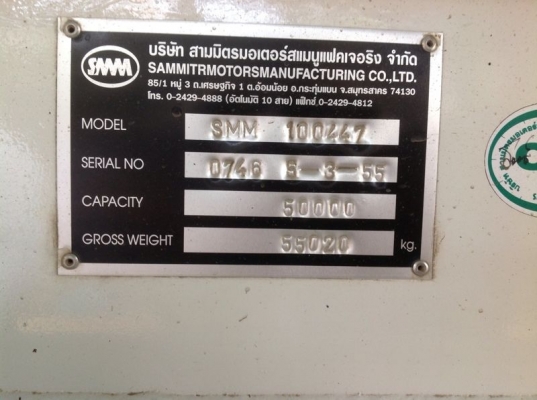 SMM
บริษัท สามมิตรมอเตอร์สแมนูแฟคเจอริง จำกัด
SAMMITRMOTORSMANUFACTURING CO.,LTD.
85/1 หมู่ 3 ถ.เศรษฐกิจ 1 ต.อ้อมน้อย อ.กระทุ่มแบน จ.สมุทรสาคร 74130
โทร. 0-2429-4888 (อัตโนมัติ 10 สาย) แฟ็กซ์.0-2429-4812
MODEL SMM 100447
SERIAL NO 0746 5-3-55
CAPACITY 50000
GROSS WEIGHT 55020 kg.